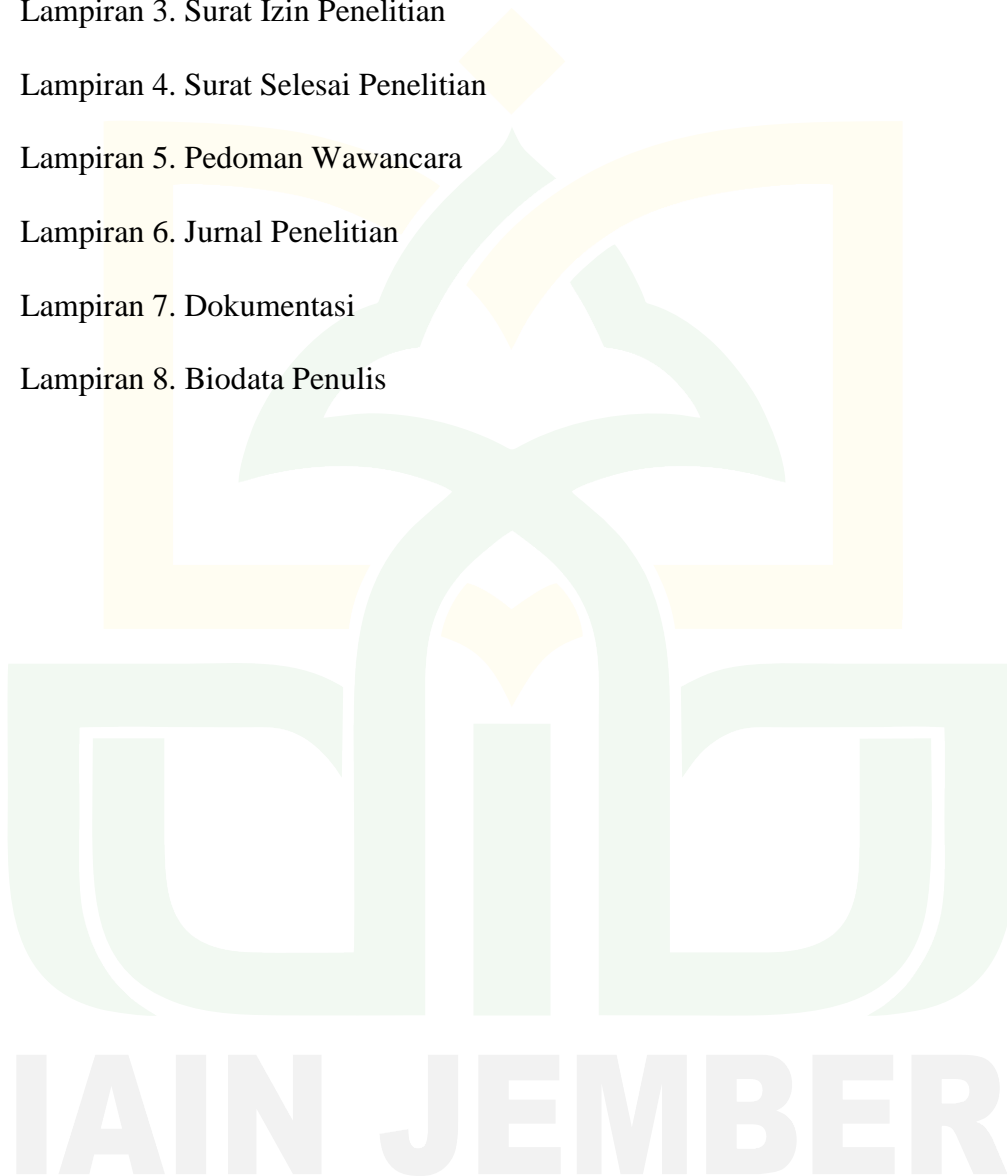 Lampiran 3. Surat Izin Penelitian
Lampiran 4. Surat Selesai Penelitian
Lampiran 5. Pedoman Wawancara
Lampiran 6. Jurnal Penelitian
Lampiran 7. Dokumentasi
Lampiran 8. Biodata Penulis
IAIN JEMBER